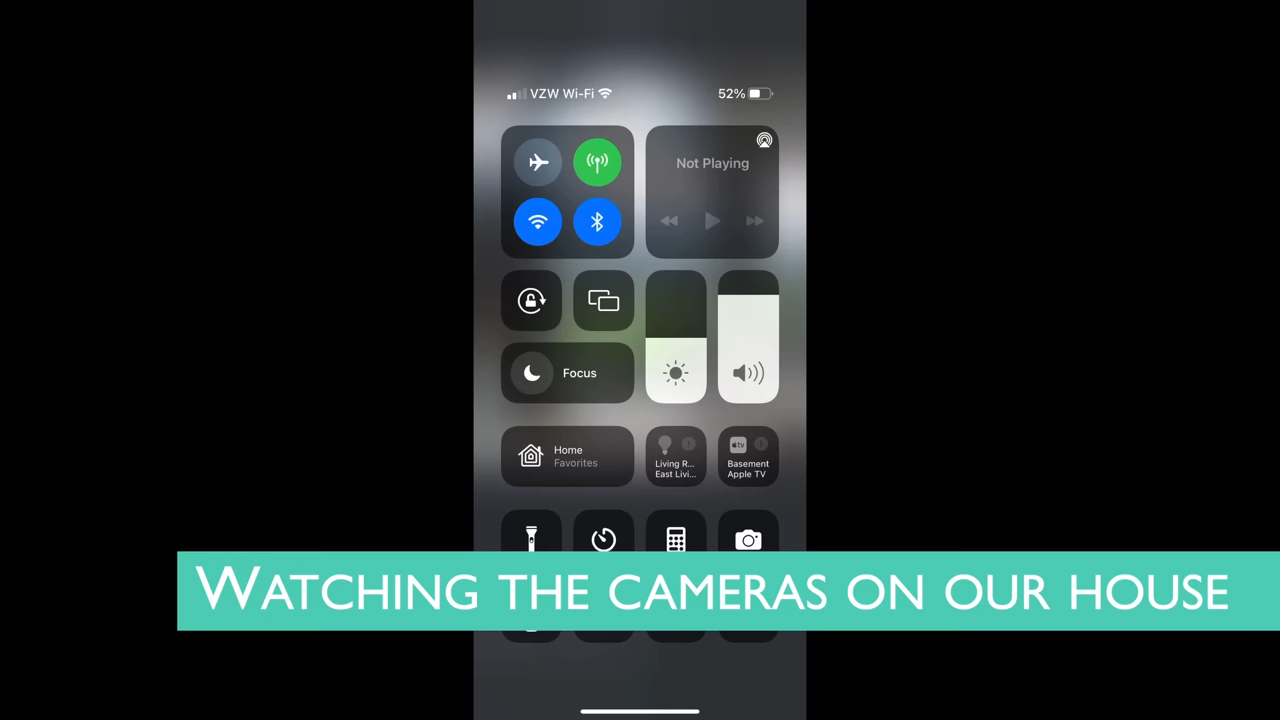 VZW Wi-Fi
52%
Not Playing
Focus
Home
Favorites
Living R...
East Livi...
tv
Basement
Apple TV
WATCHING THE CAMERAS ON OUR HOUSE